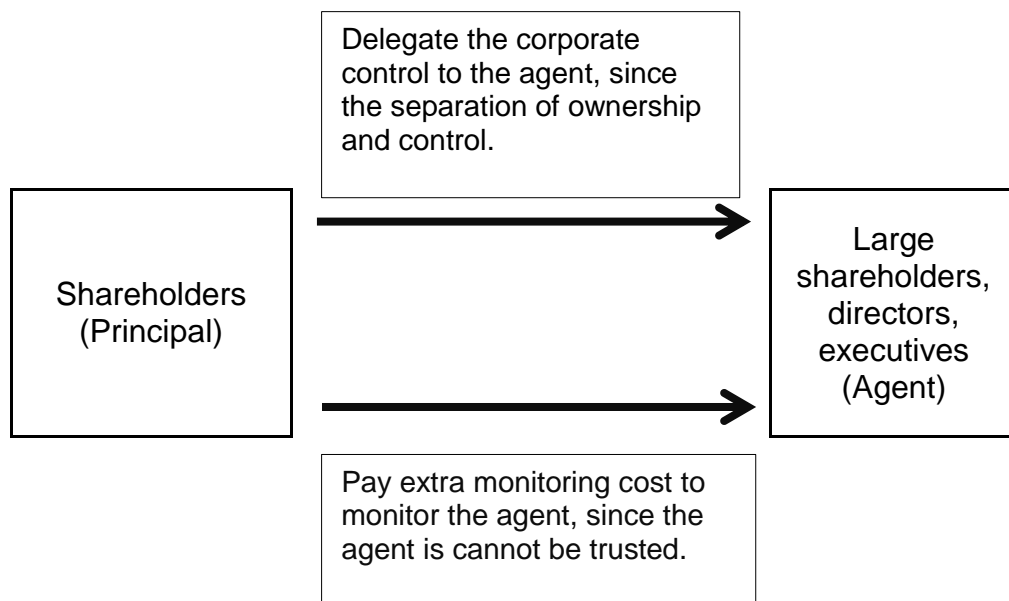 Delegate the corporate
control to the agent, since
the separation of ownership
and control.
Shareholders
(Principal)
Large
shareholders,
directors,
executives
(Agent)
Pay extra monitoring cost to
monitor the agent, since the
agent is cannot be trusted.